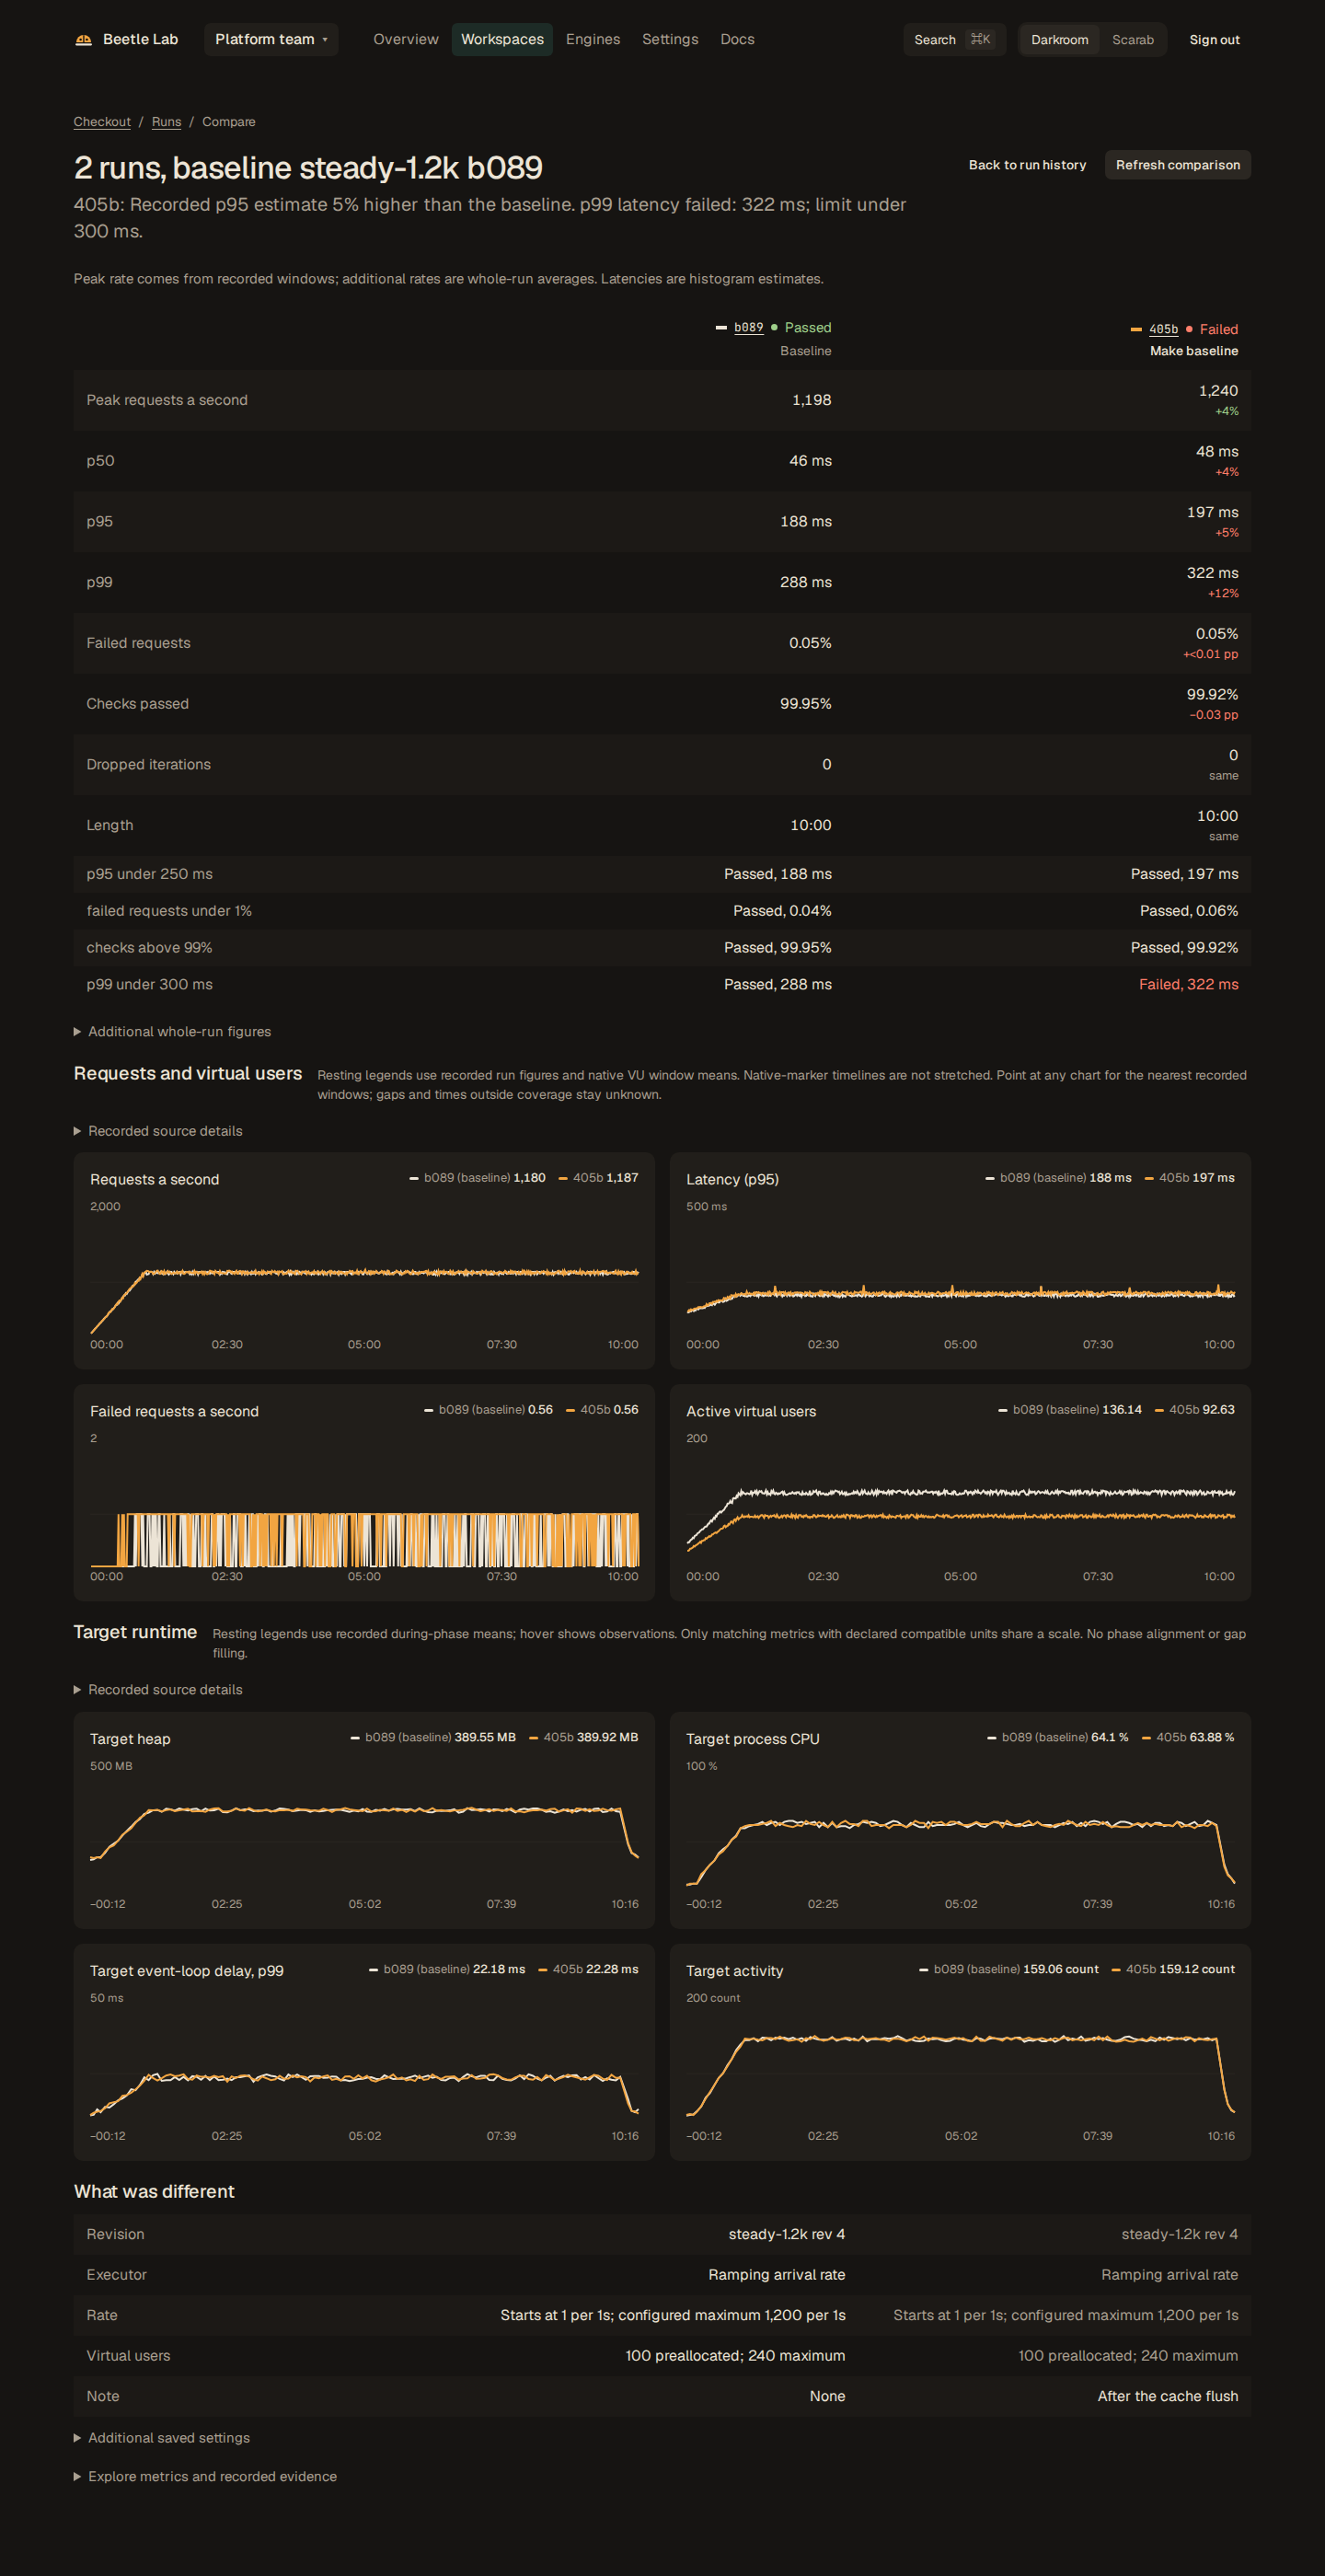 Beetle Lab
Platform team
Overview
Workspaces
Engines
Settings
Docs
Search ⌘K
Darkroom
Scarab
Sign out
Checkout / Runs / Compare
2 runs, baseline steady-1.2k b089
Back to run history
Refresh comparison
405b: Recorded p95 estimate 5% higher than the baseline. p99 latency failed: 322 ms; limit under
300 ms.
Peak rate comes from recorded windows; additional rates are whole-run averages. Latencies are histogram estimates.
b089 Passed
405b Failed
Baseline
Make baseline
Peak requests a second 1,198 1,240
+4%
p50 46 ms 48 ms
+4%
p95 188 ms 197 ms
+5%
p99 288 ms 322 ms
+12%
Failed requests 0.05% 0.05%
+<0.01 pp
Checks passed 99.95% 99.92%
−0.03 pp
Dropped iterations 0 0
same
Length 10:00 10:00
same
p95 under 250 ms Passed, 188 ms Passed, 197 ms
failed requests under 1% Passed, 0.04% Passed, 0.06%
checks above 99% Passed, 99.95% Passed, 99.92%
p99 under 300 ms Passed, 288 ms Failed, 322 ms
Additional whole-run figures
Requests and virtual users
Resting legends use recorded run figures and native VU window means. Native-marker timelines are not stretched. Point at any chart for the nearest recorded
windows; gaps and times outside coverage stay unknown.
Recorded source details
Requests a second b089 (baseline) 1,180 405b 1,187
2,000
00:00 02:30 05:00 07:30 10:00
Latency (p95) b089 (baseline) 188 ms 405b 197 ms
500 ms
00:00 02:30 05:00 07:30 10:00
Failed requests a second b089 (baseline) 0.56 405b 0.56
2
00:00 02:30 05:00 07:30 10:00
Active virtual users b089 (baseline) 136.14 405b 92.63
200
00:00 02:30 05:00 07:30 10:00
Target runtime
Resting legends use recorded during-phase means; hover shows observations. Only matching metrics with declared compatible units share a scale. No phase alignment or gap
filling.
Recorded source details
Target heap b089 (baseline) 389.55 MB 405b 389.92 MB
500 MB
−00:12 02:25 05:02 07:39 10:16
Target process CPU b089 (baseline) 64.1 % 405b 63.88 %
100 %
−00:12 02:25 05:02 07:39 10:16
Target event-loop delay, p99 b089 (baseline) 22.18 ms 405b 22.28 ms
50 ms
−00:12 02:25 05:02 07:39 10:16
Target activity b089 (baseline) 159.06 count 405b 159.12 count
200 count
−00:12 02:25 05:02 07:39 10:16
What was different
Revision steady-1.2k rev 4 steady-1.2k rev 4
Executor Ramping arrival rate Ramping arrival rate
Rate Starts at 1 per 1s; configured maximum 1,200 per 1s Starts at 1 per 1s; configured maximum 1,200 per 1s
Virtual users 100 preallocated; 240 maximum 100 preallocated; 240 maximum
Note None After the cache flush
Additional saved settings
Explore metrics and recorded evidence